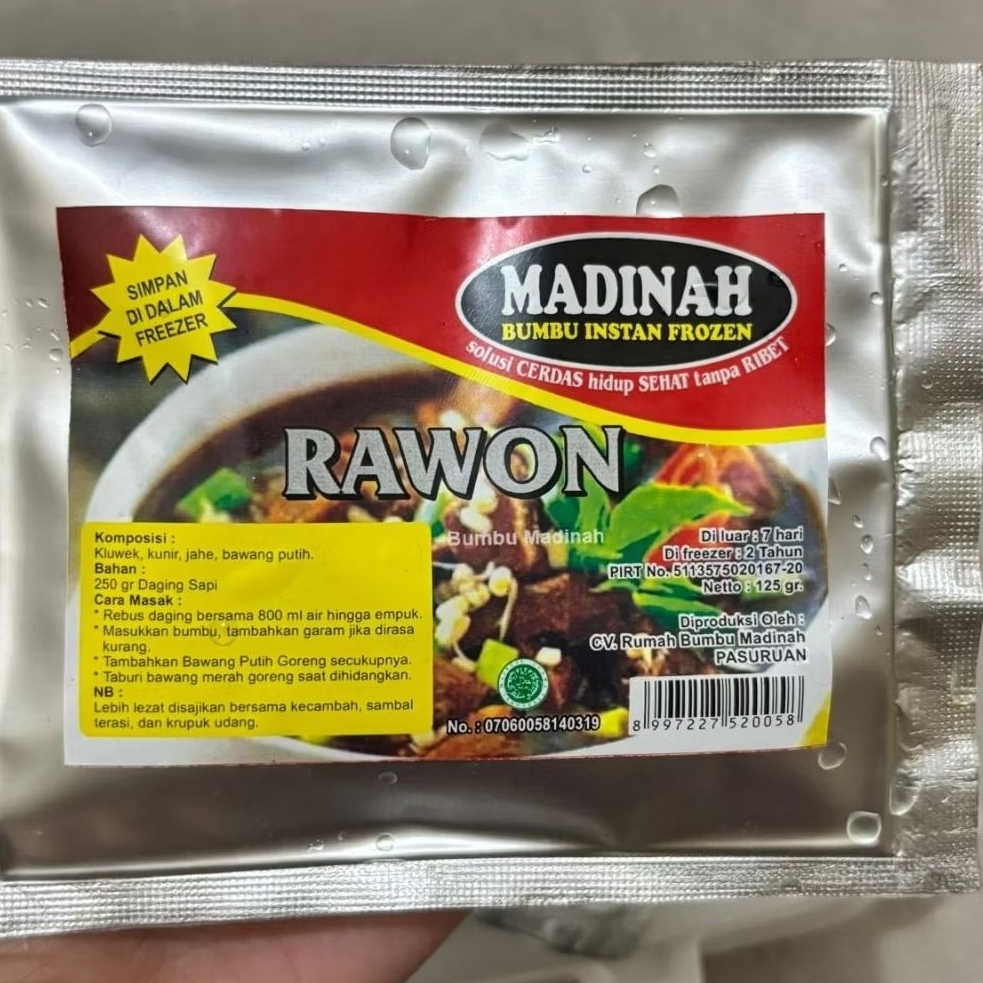 SIMPAN
DI DALAM
FREEZER
MADINAH
BUMBU INSTAN FROZEN
solusi CERDAS hidup SEHAT tanpa RIBET
RAWON
Bumbu Madinah
Komposisi :
Kluwek, kunir, jahe, bawang putih.
Bahan :
250 gr Daging Sapi
Cara Masak :
* Rebus daging bersama 800 ml air hingga empuk.
* Masukkan bumbu, tambahkan garam jika dirasa
kurang.
* Tambahkan Bawang Putih Goreng secukupnya.
* Taburi bawang merah goreng saat dihidangkan.
NB :
Lebih lezat disajikan bersama kecambah, sambal
terasi, dan krupuk udang.
Di luar : 7 hari
Di freezer : 2 Tahun
PIRT No. 5113575020167-20
Netto : 125 gr.
Diproduksi Oleh :
CV. Rumah Bumbu Madinah
PASURUAN
No. : 07060058140319
8 997227 520058